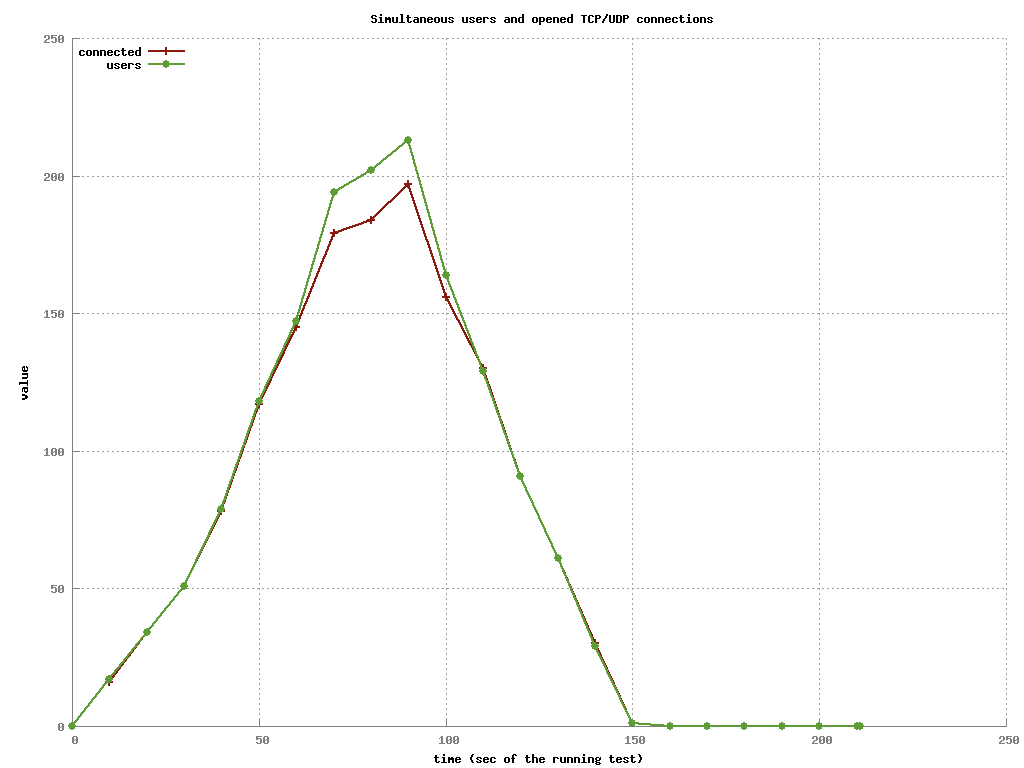 Simultaneous users and opened TCP/UDP connections
250
connected
users
200
150
value
100
50
0
0 50 100 150 200 250
time (sec of the running test)